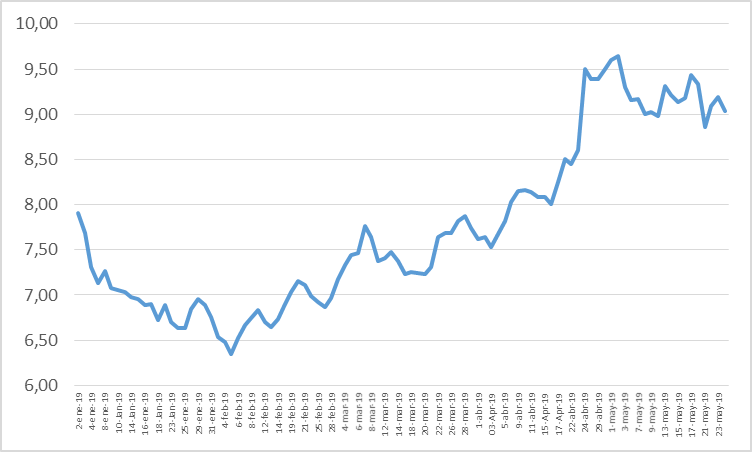 10,00
9,50
9,00
8,50
8,00
7,50
7,00
6,50
6,00
2-ene-19
4-ene-19
8-ene-19
10-Jan-19
14-Jan-19
16-ene-19
18-Jan-19
23-Jan-19
25-ene-19
29-ene-19
31-ene-19
4-feb-19
6-feb-19
8-feb-19
12-feb-19
14-feb-19
19-feb-19
21-feb-19
25-feb-19
28-feb-19
4-mar-19
6-mar-19
8-mar-19
12-mar-19
14-mar-19
18-mar-19
20-mar-19
22-mar-19
26-mar-19
28-mar-19
1-abr-19
03-Apr-19
5-abr-19
9-abr-19
11-abr-19
15-Apr-19
17-Apr-19
22-abr-19
24-abr-19
29-abr-19
1-may-19
3-may-19
7-may-19
9-may-19
13-may-19
15-may-19
17-may-19
21-may-19
23-may-19